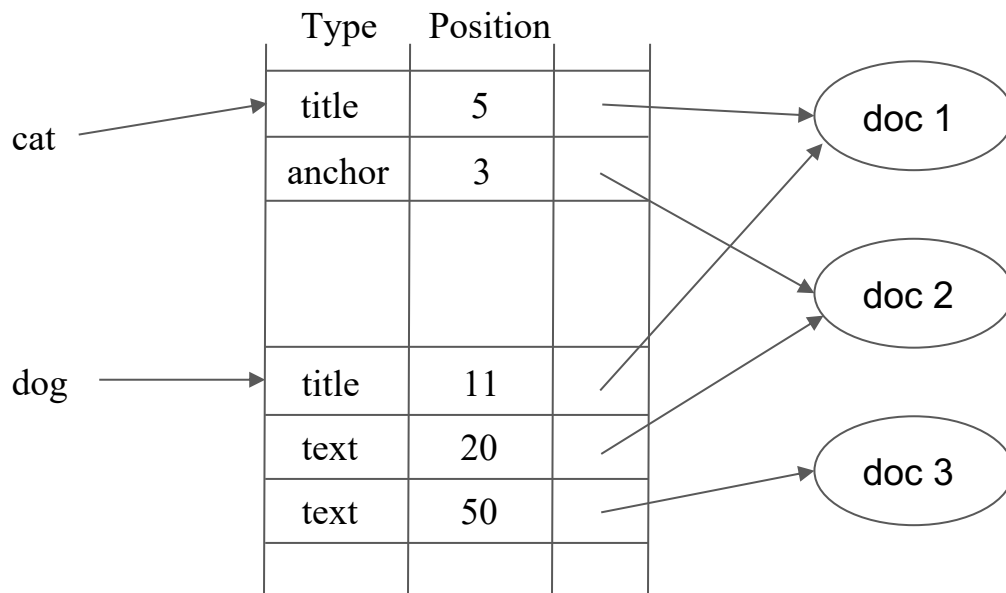 Type Position
title 5 doc 1
cat
anchor 3
doc 2
dog title 11
text 20
doc 3
text 50